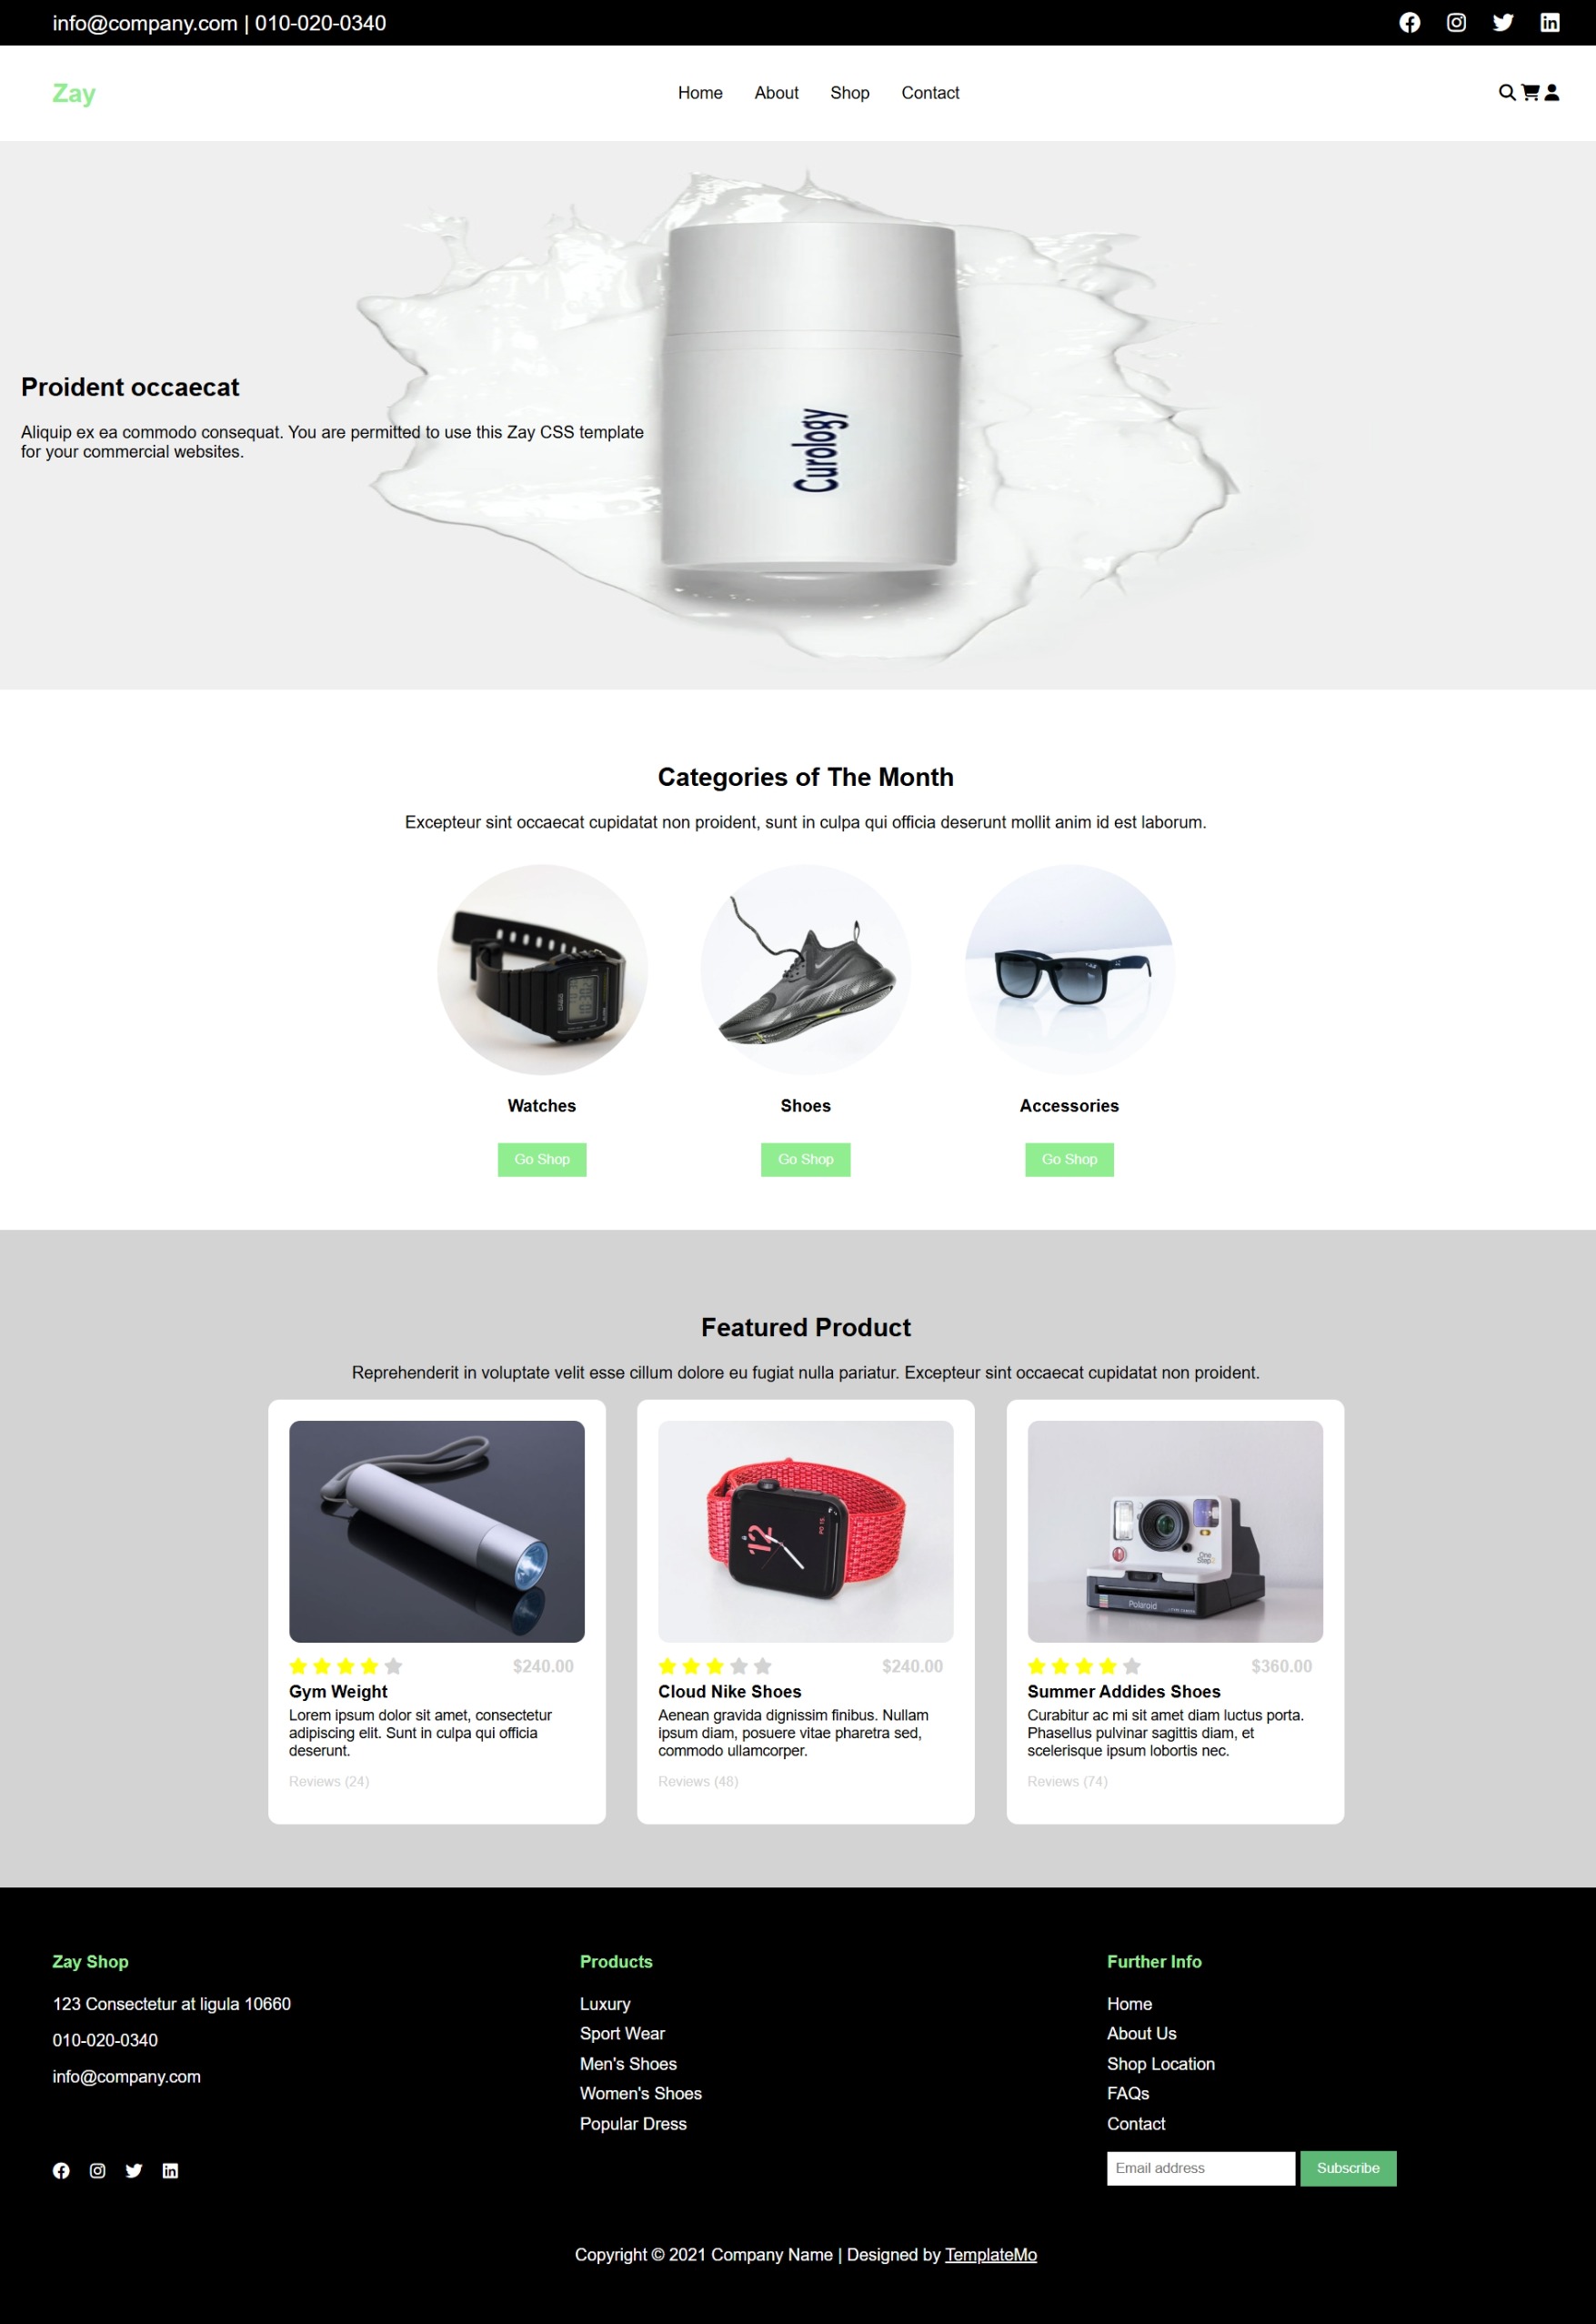 info@company.com | 010-020-0340
Zay
Home About Shop Contact
Curology
Proident occaecat
Aliquip ex ea commodo consequat. You are permitted to use this Zay CSS template
for your commercial websites.
Categories of The Month
Excepteur sint occaecat cupidatat non proident, sunt in culpa qui officia deserunt mollit anim id est laborum.
Watches
Shoes
Accessories
Go Shop
Go Shop
Go Shop
Featured Product
Reprehenderit in voluptate velit esse cillum dolore eu fugiat nulla pariatur. Excepteur sint occaecat cupidatat non proident.
12
Polaroid
$240.00
Gym Weight
Lorem ipsum dolor sit amet, consectetur
adipiscing elit. Sunt in culpa qui officia
deserunt.
Reviews (24)
$240.00
Cloud Nike Shoes
Aenean gravida dignissim finibus. Nullam
ipsum diam, posuere vitae pharetra sed,
commodo ullamcorper.
Reviews (48)
$360.00
Summer Addides Shoes
Curabitur ac mi sit amet diam luctus porta.
Phasellus pulvinar sagittis diam, et
scelerisque ipsum lobortis nec.
Reviews (74)
Zay Shop
123 Consectetur at ligula 10660
010-020-0340
info@company.com
Products
Luxury
Sport Wear
Men's Shoes
Women's Shoes
Popular Dress
Further Info
Home
About Us
Shop Location
FAQs
Contact
Email address
Subscribe
Copyright © 2021 Company Name | Designed by TemplateMo